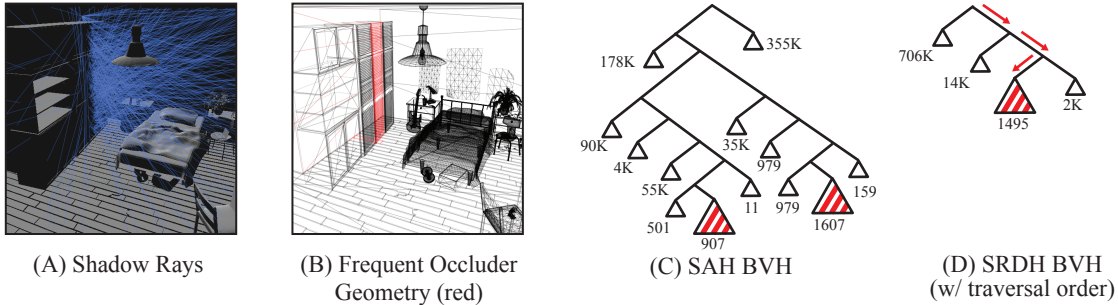 355K
178K
90K
4K
35K
979
55K
11
979
159
501
907
1607
706K
14K
1495
2K
(A) Shadow Rays
(B) Frequent Occluder
Geometry (red)
(C) SAH BVH
(D) SRDH BVH
(w/ traversal order)